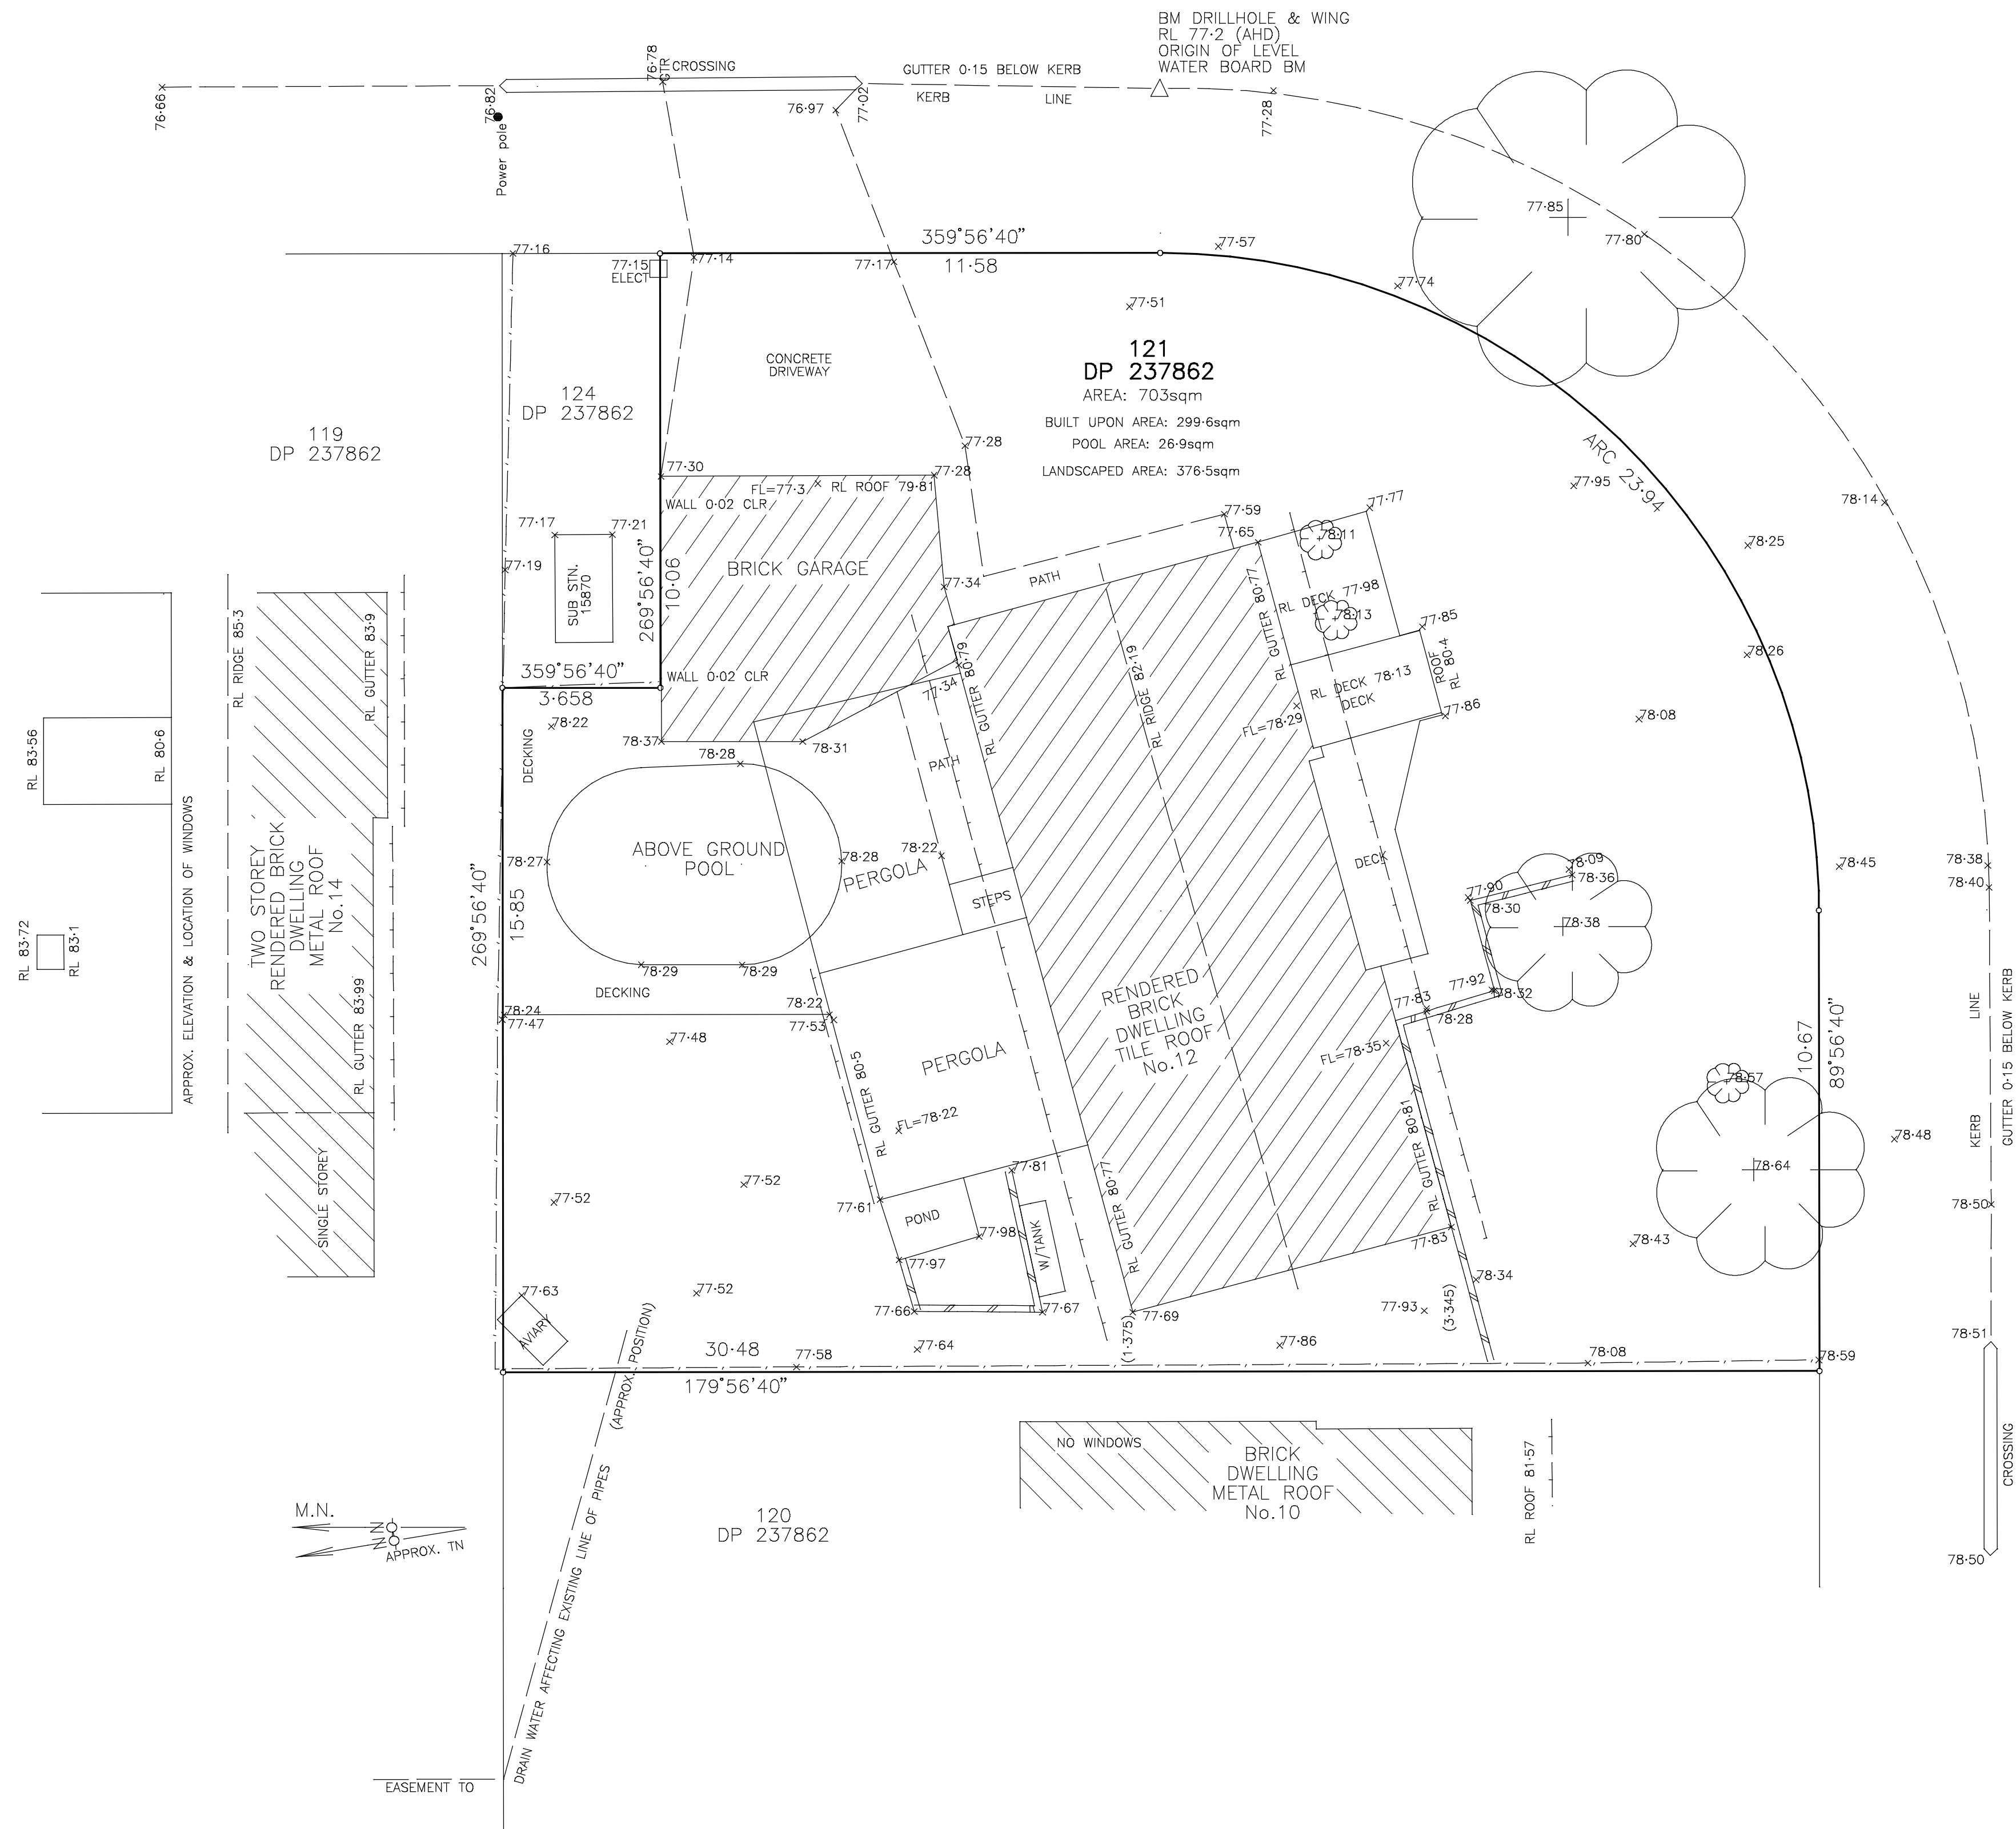 BM DRILLHOLE & WING
RL 77·2 (AHD)
ORIGIN OF LEVEL
WATER BOARD BM
76·66
76·82
Power pole
76·78
GTR
CROSSING
76·97
77·02
GUTTER 0·15 BELOW KERB
KERB
LINE
77·28
77·85
77·80
77·16
77·15
ELECT
77·14
77·17
359°56'40"
11·58
77·57
77·74
77·51
CONCRETE
DRIVEWAY
121
DP 237862
AREA: 703sqm
BUILT UPON AREA: 299·6sqm
POOL AREA: 26·9sqm
LANDSCAPED AREA: 376·5sqm
124
DP 237862
119
DP 237862
ARC 23·94
77·95
78·14
78·25
78·26
78·08
77·28
77·30
77·28
FL=77·3
RL ROOF 79·81
WALL 0·02 CLR
BRICK GARAGE
77·34
269°56'40"
10·06
77·17
77·21
77·19
SUB STN.
15870
359°56'40"
3·658
WALL 0·02 CLR
77·59
77·65
77·77
PATH
78·11
RL DECK 77·98
78·13
RL GUTTER 80·77
77·85
ROOF
RL 80·4
RL DECK 78·13
DECK
FL=78·29
77·86
RL GUTTER 80·79
77·34
RL RIDGE 82·19
PATH
RL GUTTER 80·79
78·22
DECKING
78·37
78·28
78·31
ABOVE GROUND
POOL
78·27
78·28
78·22
PERGOLA
STEPS
78·29
78·29
DECKING
78·22
78·24
77·47
77·53
77·48
269°56'40"
15·85
PERGOLA
RL GUTTER 80·5
FL=78·22
RENDERED
BRICK
DWELLING
TILE ROOF
No.12
DECK
77·90
78·09
78·36
78·30
78·38
77·92
78·32
77·83
78·28
FL=78·35
RL GUTTER 80·81
RL GUTTER 80·81
78·45
78·38
78·40
10·67
89°56'40"
KERB
LINE
GUTTER 0·15 BELOW KERB
78·57
78·64
78·48
78·50
78·43
78·51
78·59
78·50
CROSSING
77·52
77·52
77·61
77·81
POND
77·98
W/TANK
77·97
77·66
77·67
RL GUTTER 80·77
RL GUTTER 80·77
77·69
77·83
78·34
77·93
(1·375)
(3·345)
77·63
AVIARY
77·52
77·64
77·86
78·08
30·48
77·58
179°56'40"
RL 83·56
RL 80·6
RL 83·72
RL 83·1
APPROX. ELEVATION & LOCATION OF WINDOWS
RL RIDGE 85·3
RL GUTTER 83·9
TWO STOREY
RENDERED BRICK
DWELLING
METAL ROOF
No.14
RL GUTTER 83·99
SINGLE STOREY
NO WINDOWS
BRICK
DWELLING
METAL ROOF
No.10
RL ROOF 81·57
120
DP 237862
M.N.
N
N
APPROX. TN
EASEMENT TO
DRAIN WATER AFFECTING EXISTING LINE OF PIPES
(APPROX. POSITION)